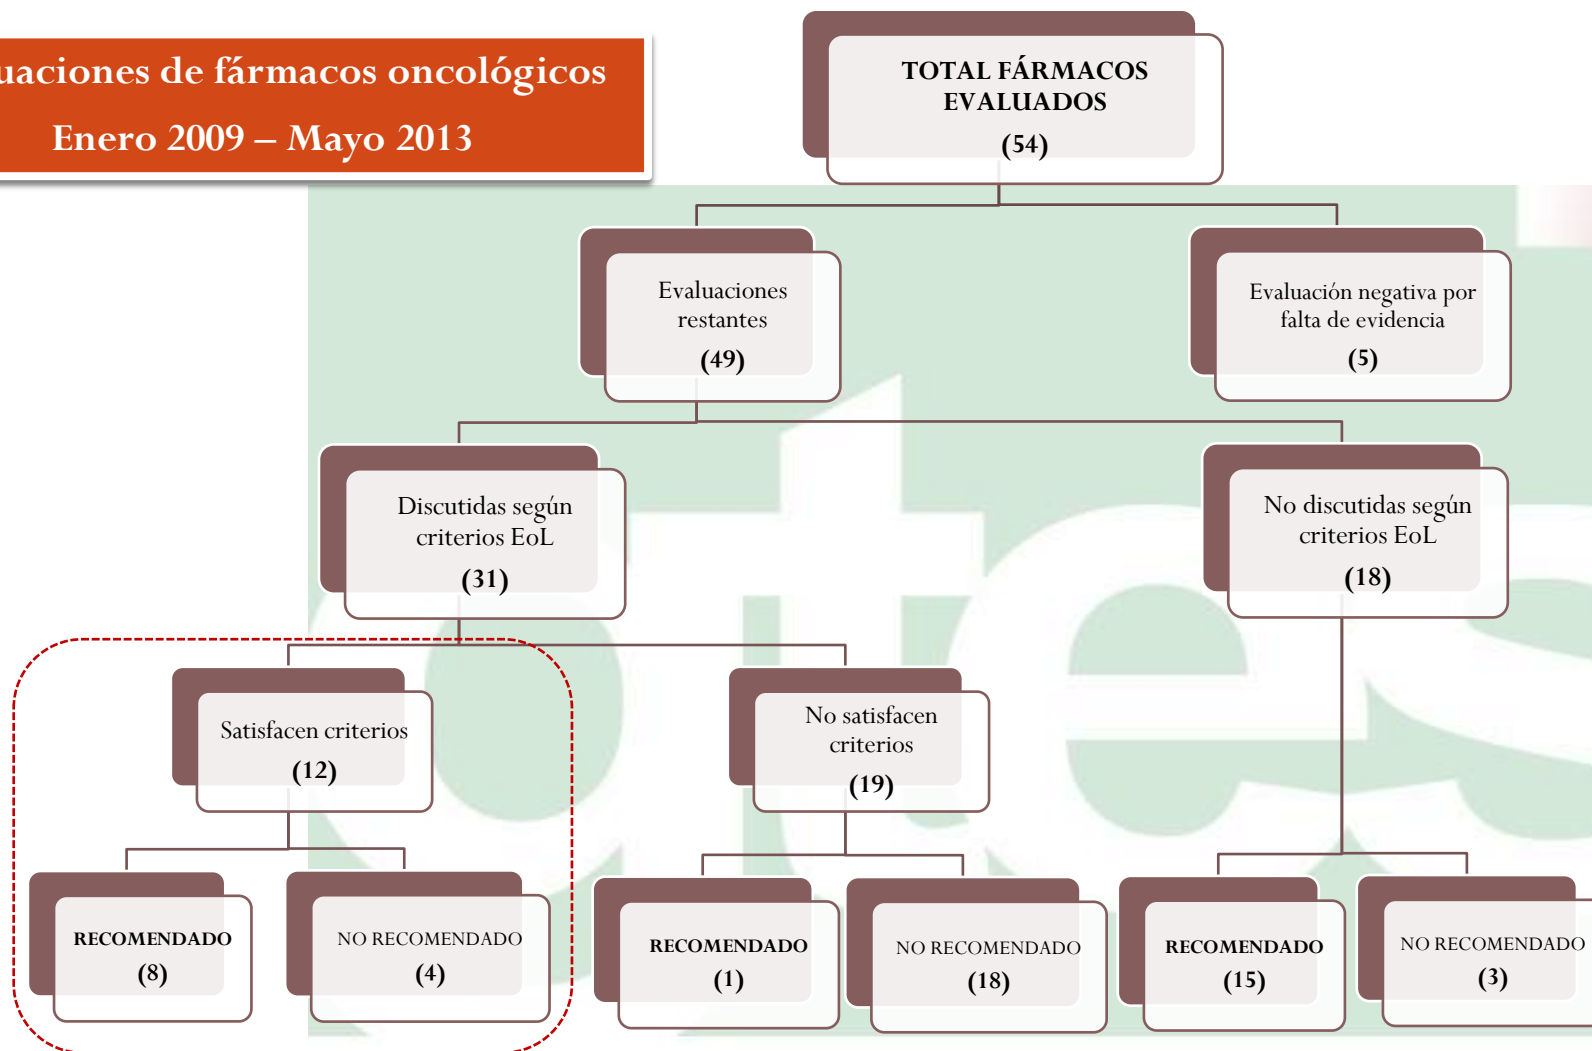 uaciones de fármacos oncológicos
Enero 2009 – Mayo 2013
TOTAL FÁRMACOS
EVALUADOS
(54)
Evaluaciones
restantes
(49)
Evaluación negativa por
falta de evidencia
(5)
Discutidas según
criterios EoL
(31)
No discutidas según
criterios EoL
(18)
Satisfacen criterios
(12)
No satisfacen
criterios
(19)
RECOMENDADO
(8)
NO RECOMENDADO
(4)
RECOMENDADO
(1)
NO RECOMENDADO
(18)
RECOMENDADO
(15)
NO RECOMENDADO
(3)